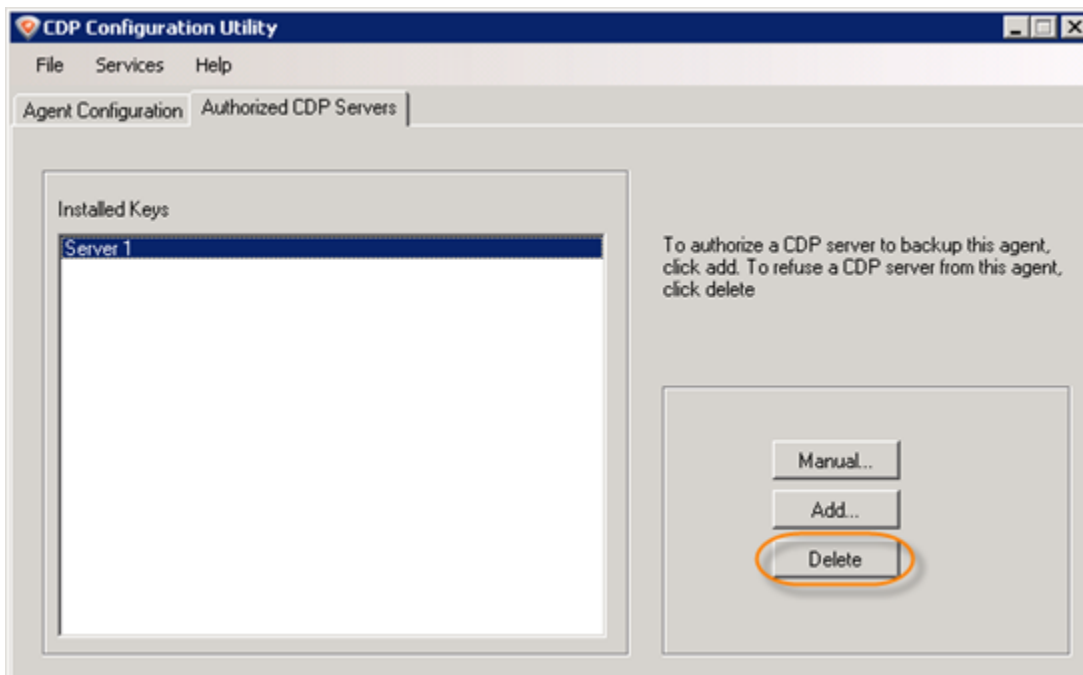 CDP Configuration Utility
File Services Help
Agent Configuration Authorized CDP Servers
Installed Keys
Server 1
To authorize a CDP server to backup this agent,
click add. To refuse a CDP server from this agent,
click delete
Manual...
Add...
Delete